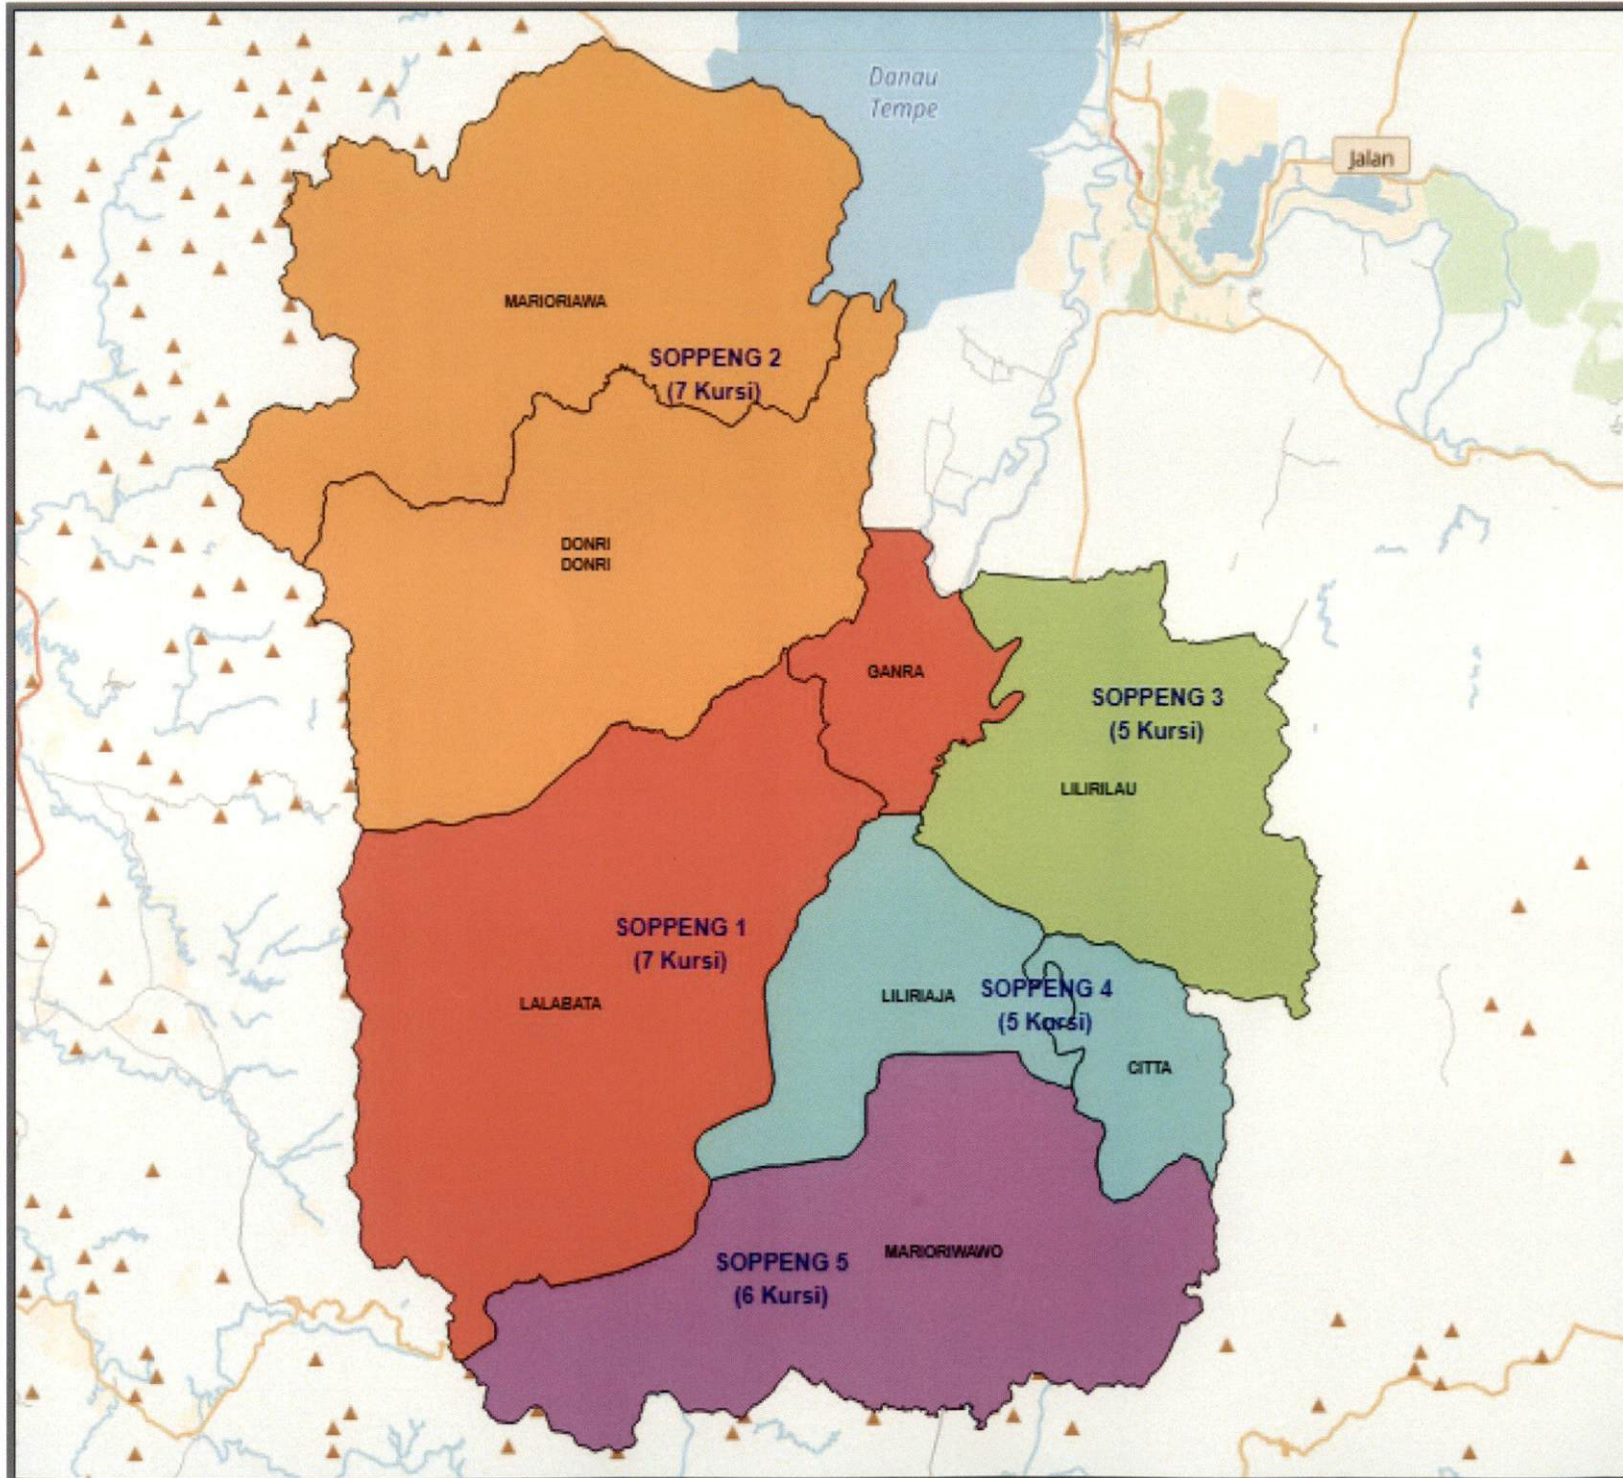 Danau
Tempe
Jalan
MARIORIAWA
SOPPENG 2
(7 Kursi)
DONRI
DONRI
GANRA
SOPPENG 3
(5 Kursi)
LILIRILAU
SOPPENG 1
(7 Kursi)
LALABATA
LILIRIAJA
SOPPENG 4
(5 Kursi)
CITTA
MARIORIWAWO
SOPPENG 5
(6 Kursi)